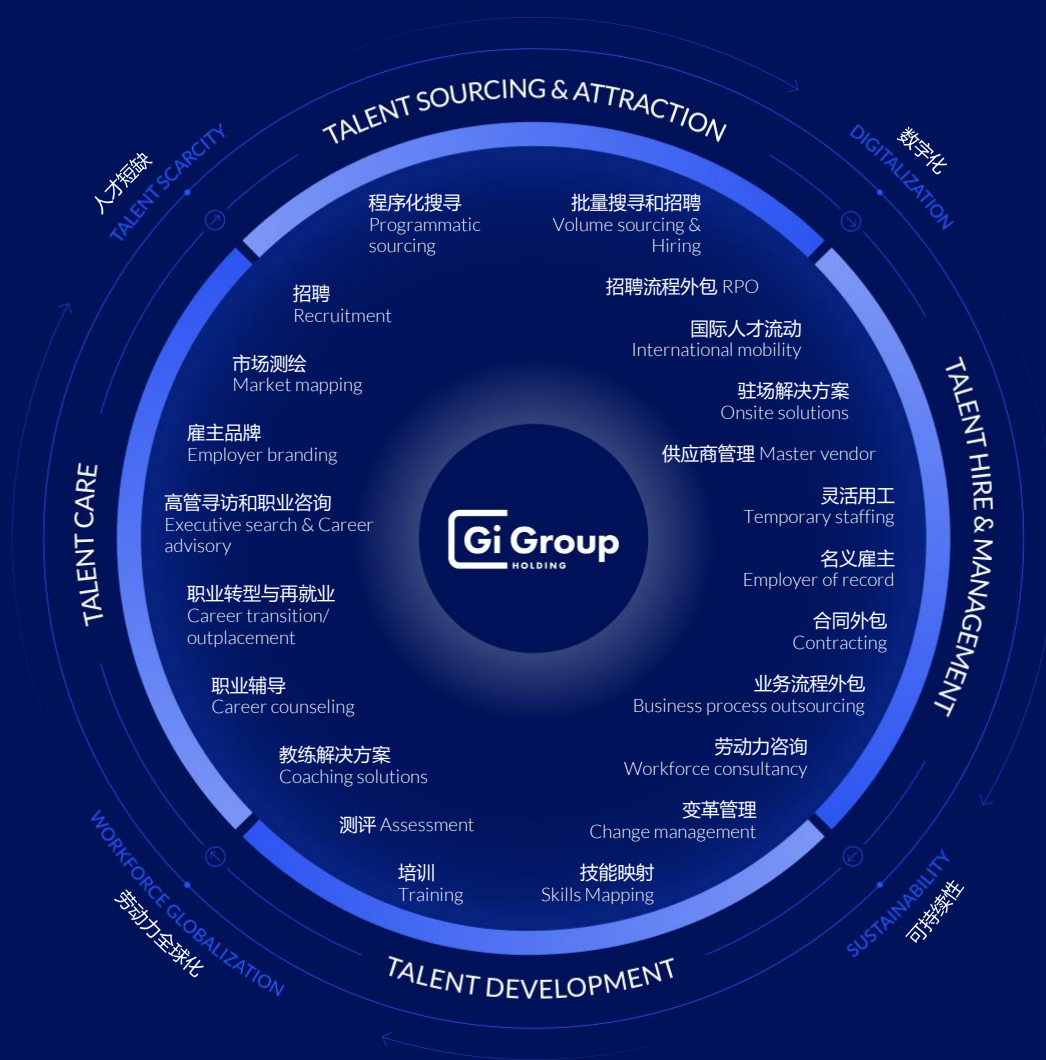 TALENT SOURCING & ATTRACTION
人才短缺
TALENT SCARCITY
数字化
DIGITALIZATION
程序化搜寻
Programmatic
sourcing
批量搜寻和招聘
Volume sourcing &
Hiring
招聘
Recruitment
招聘流程外包 RPO
国际人才流动
International mobility
市场测绘
Market mapping
驻场解决方案
Onsite solutions
雇主品牌
Employer branding
供应商管理 Master vendor
高管寻访和职业咨询
Executive search & Career
advisory
灵活用工
Temporary staffing
TALENT CARE
Gi Group
HOLDING
TALENT HIRE & MANAGEMENT
名义雇主
Employer of record
职业转型与再就业
Career transition/
outplacement
合同外包
Contracting
职业辅导
Career counseling
业务流程外包
Business process outsourcing
教练解决方案
Coaching solutions
劳动力咨询
Workforce consultancy
测评 Assessment
变革管理
Change management
培训
Training
技能映射
Skills Mapping
WORKFORCE GLOBALIZATION
劳动力全球化
SUSTAINABILITY
可持续性
TALENT DEVELOPMENT